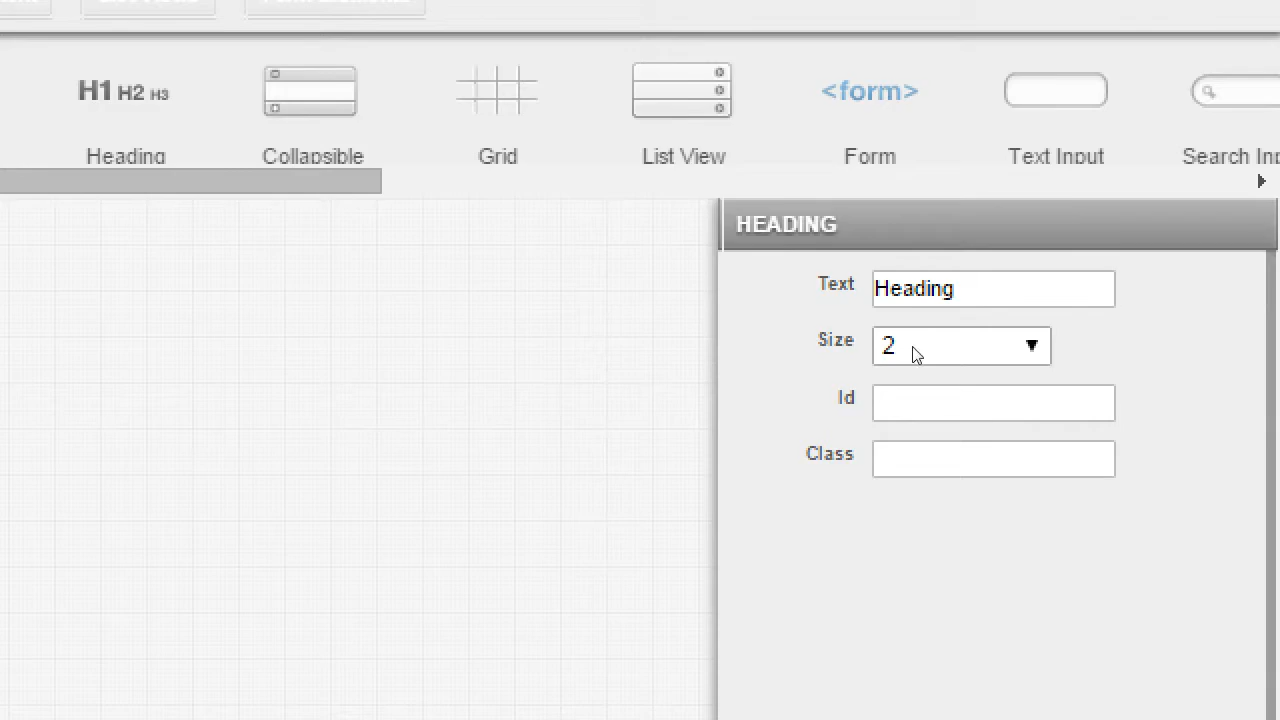 H1 H2 H3
<form>
Heading
Collapsible
Grid
List View
Form
Text Input
Search
HEADING
Text
Heading
Size
2
Id
Class